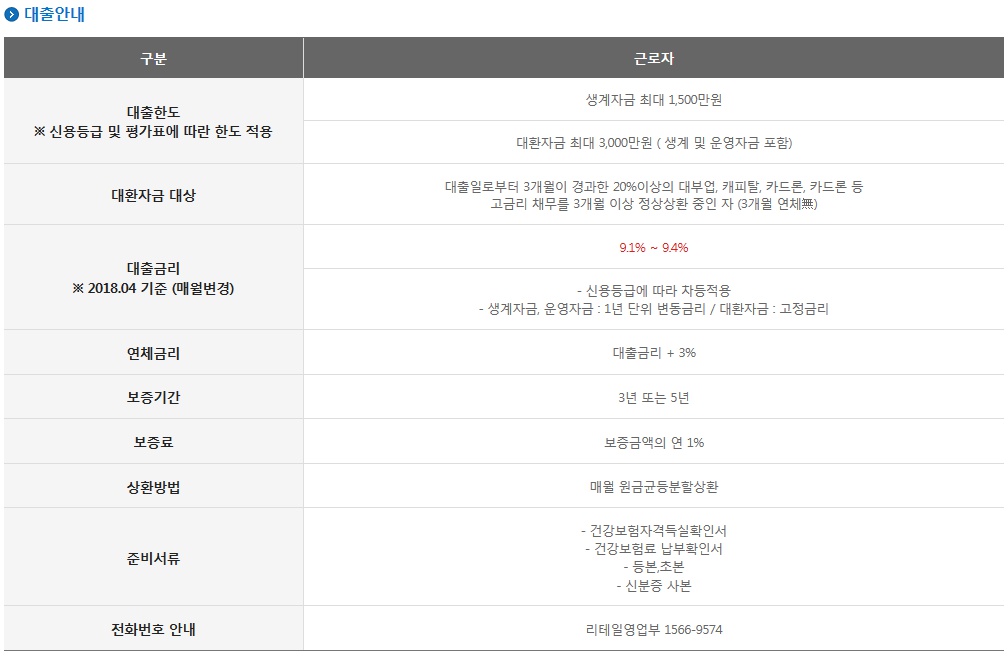 대출안내
구분
근로자
대출한도
※ 신용등급 및 평가표에 따란 한도 적용
생계자금 최대 1,500만원
대환자금 최대 3,000만원 ( 생계 및 운영자금 포함)
대환자금 대상
대출일로부터 3개월이 경과한 20%이상의 대부업, 캐피탈, 카드론, 카드론 등
고금리 채무를 3개월 이상 정상상환 중인 자 (3개월 연체無)
대출금리
※ 2018.04 기준 (매월변경)
9.1% ~ 9.4%
- 신용등급에 따라 차등적용
- 생계자금, 운영자금 : 1년 단위 변동금리 / 대환자금 : 고정금리
연체금리
대출금리 + 3%
보증기간
3년 또는 5년
보증료
보증금액의 연 1%
상환방법
매월 원금균등분할상환
준비서류
- 건강보험자격득실확인서
- 건강보험료 납부확인서
- 등본,초본
- 신분증 사본
전화번호 안내
리테일영업부 1566-9574